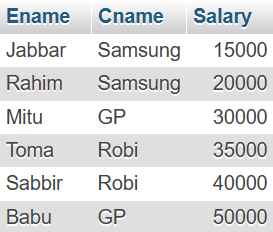 Ename Cname Salary
Jabbar Samsung 15000
Rahim Samsung 20000
Mitu GP 30000
Toma Robi 35000
Sabbir Robi 40000
Babu GP 50000